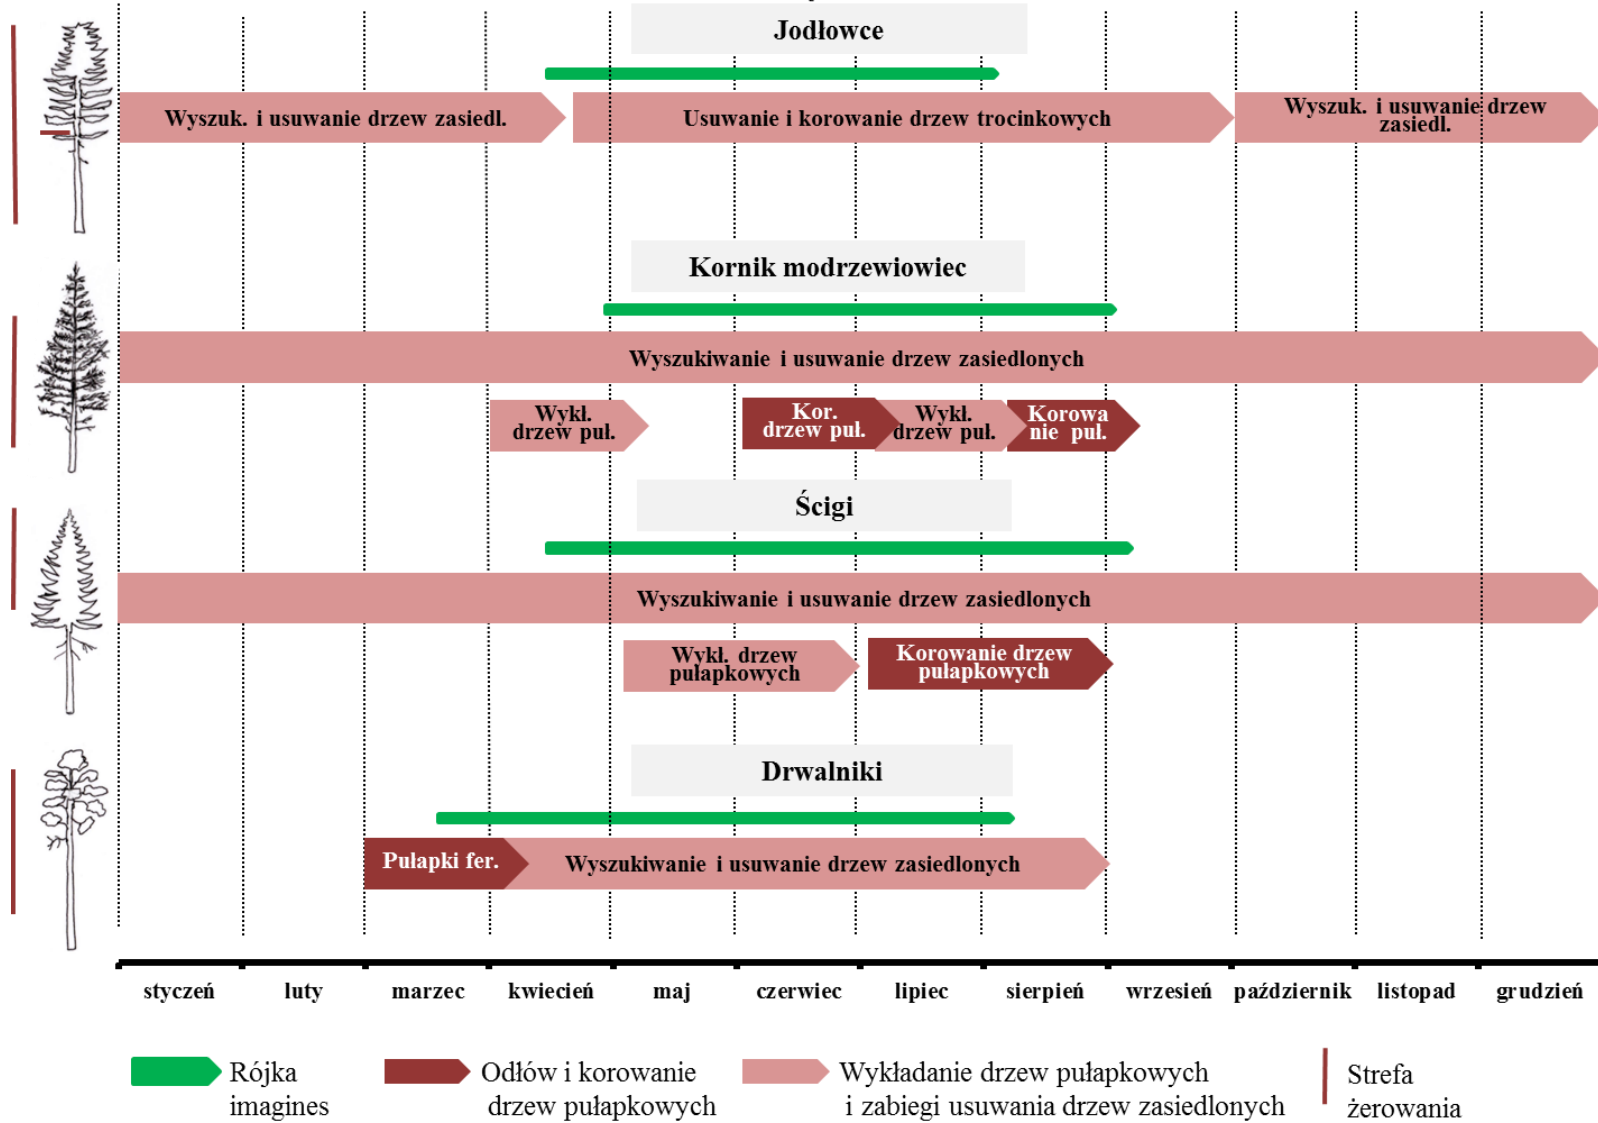 Jodłowce
Wyszuk. i usuwanie drzew zasiedl.
Usuwanie i korowanie drzew trocinkowych
Wyszuk. i usuwanie drzew
zasiedl.
Kornik modrzewiowiec
Wyszukiwanie i usuwanie drzew zasiedlonych
Wykł.
drzew puł.
Kor.
drzew puł.
Wykł.
drzew puł.
Korowa
nie puł.
Ścigi
Wyszukiwanie i usuwanie drzew zasiedlonych
Wykł. drzew
pułapkowych
Korowanie drzew
pułapkowych
Drwalniki
Pułapki fer.
Wyszukiwanie i usuwanie drzew zasiedlonych
styczeń luty marzec kwiecień maj czerwiec lipiec sierpień wrzesień październik listopad grudzień
Rójka
imagines
Odłów i korowanie
drzew pułapkowych
Wykładanie drzew pułapkowych
i zabiegi usuwania drzew zasiedlonych
Strefa
żerowania